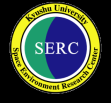 Kyushu University
SERC
Space Environment Research Center